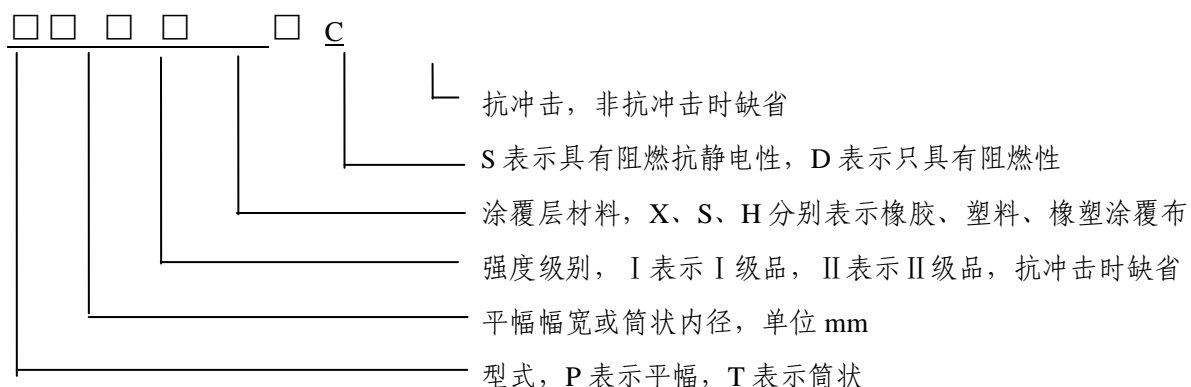 □□ □ □ □ C
抗冲击，非抗冲击时缺省
S 表示具有阻燃抗静电性，D 表示只具有阻燃性
涂覆层材料，X、S、H 分别表示橡胶、塑料、橡塑涂覆布
强度级别，Ⅰ表示Ⅰ级品，Ⅱ表示Ⅱ级品，抗冲击时缺省
平幅幅宽或筒状内径，单位 mm
型式，P 表示平幅，T 表示筒状